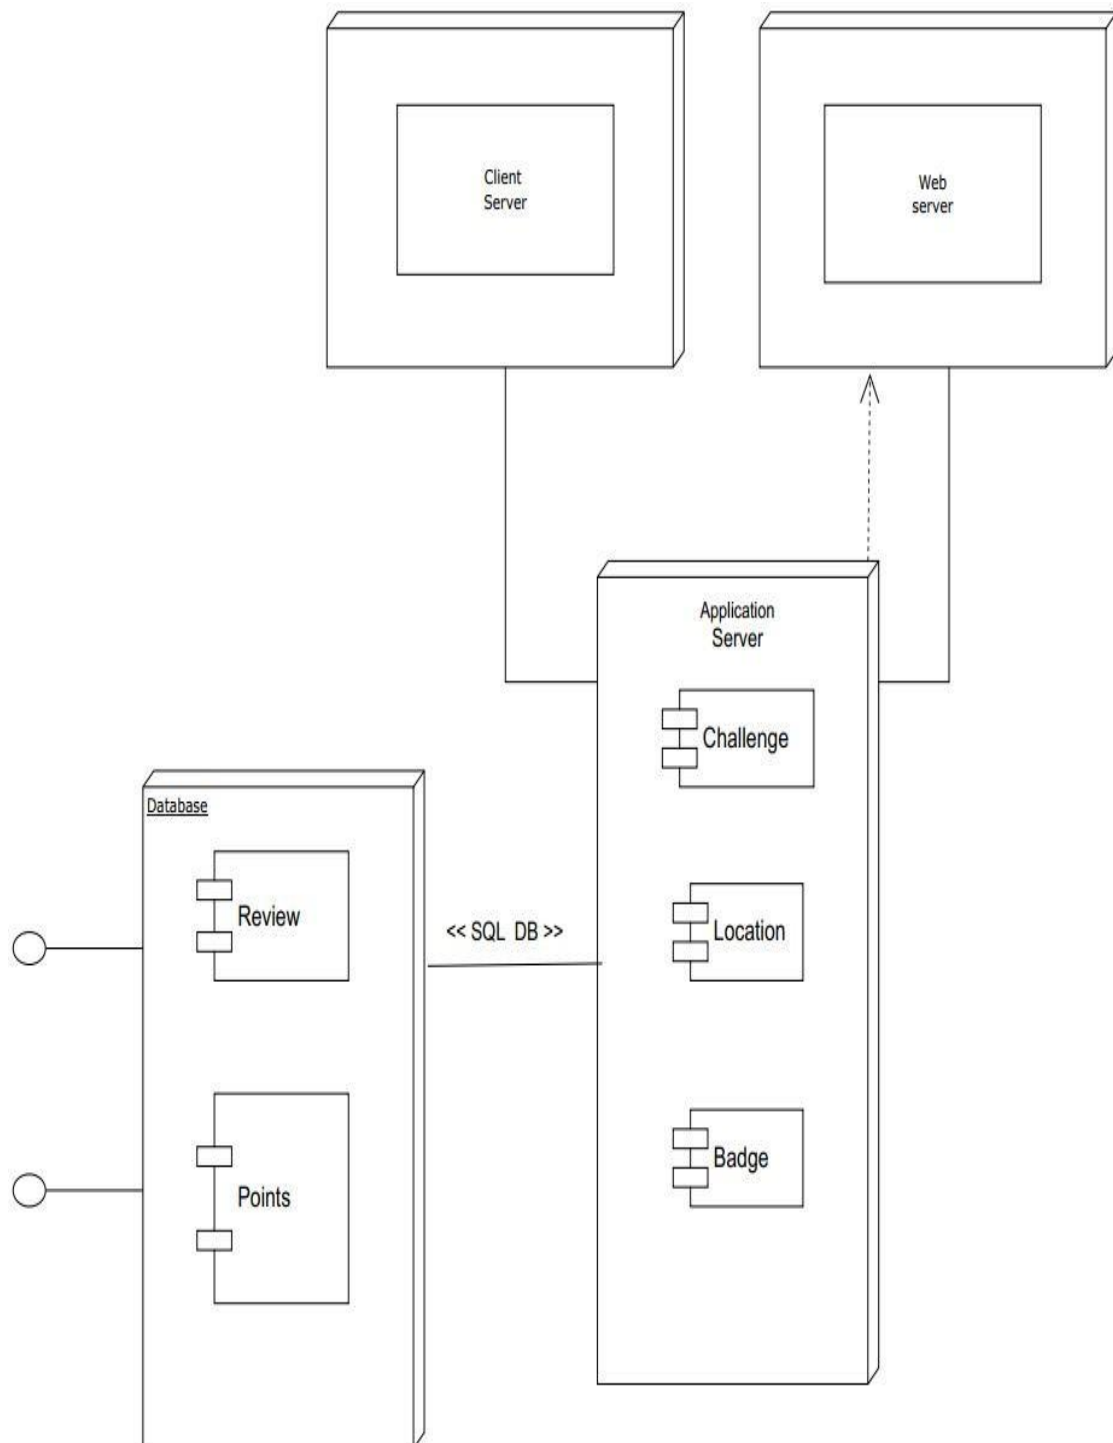 Client
Server
Web
server
Application
Server
Challenge
Database
Review
<< SQL  DB >>
Location
Points
Badge